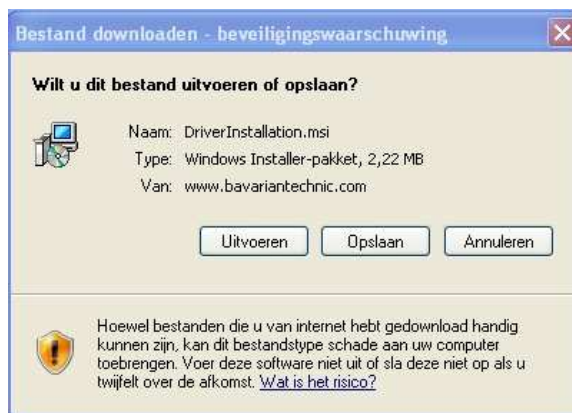 Bestand downloaden - beveiligingswaarschuwing
Wilt u dit bestand uitvoeren of opslaan?
Naam: DriverInstallation.msi
Type: Windows Installer-pakket, 2,22 MB
Van: www.bavariantechnic.com
Uitvoeren Opslaan Annuleren
Hoewel bestanden die u van internet hebt gedownload handig
kunnen zijn, kan dit bestandstype schade aan uw computer
toebrengen. Voer deze software niet uit of sla deze niet op als u
twijfelt over de afkomst. Wat is het risico?